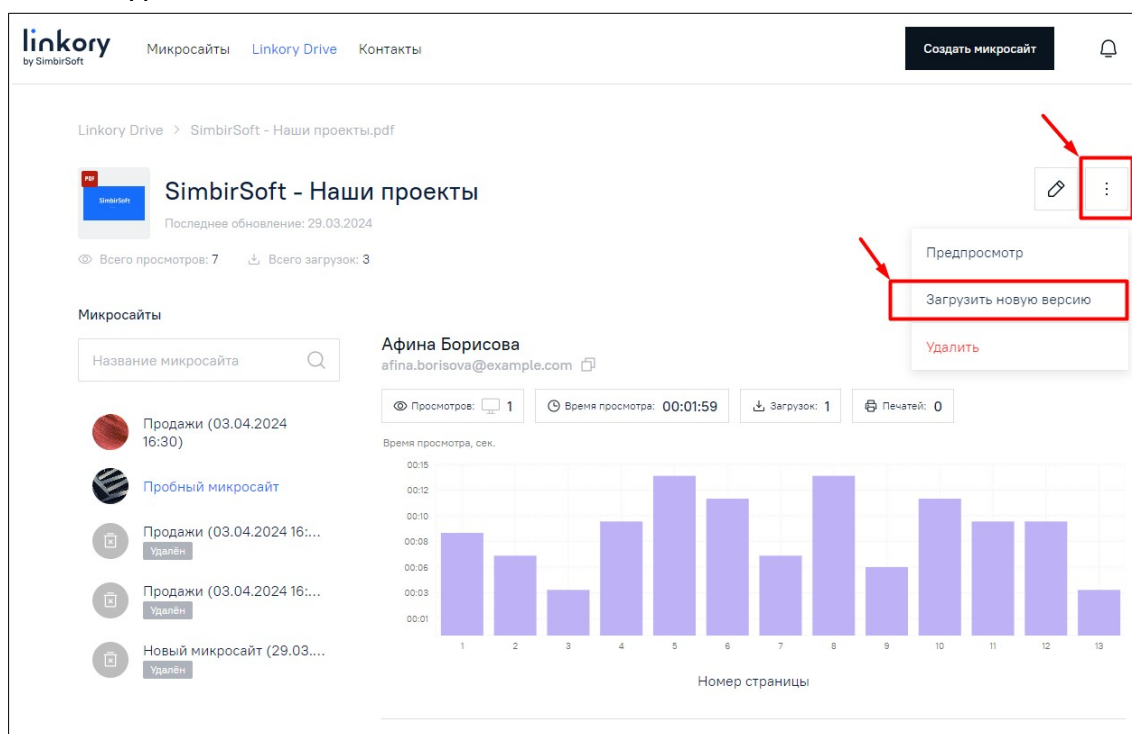 linkory
by SimbirSoft
Микросайты Linkory Drive Контакты
Создать микросайт
Linkory Drive > SimbirSoft - Наши проекты.pdf
PDF
SimbirSoft
SimbirSoft - Наши проекты
Последнее обновление: 29.03.2024
Всего просмотров: 7 Всего загрузок: 3
Предпросмотр
Загрузить новую версию
Удалить
Микросайты
Название микросайта
Продажи (03.04.2024
16:30)
Пробный микросайт
Продажи (03.04.2024 16:...
Удалён
Продажи (03.04.2024 16:...
Удалён
Новый микросайт (29.03....
Удалён
Афина Борисова
afina.borisova@example.com
Просмотров: 1 Время просмотра: 00:01:59 Загрузок: 1 Печатей: 0
Время просмотра, сек.
00:15
00:12
00:10
00:08
00:06
00:03
00:01
1 2 3 4 5 6 7 8 9 10 11 12 13
Номер страницы